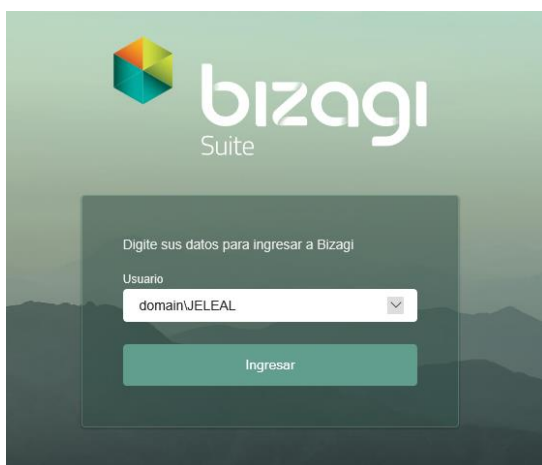 bizagi
Suite
Digite sus datos para ingresar a Bizagi
Usuario
domain\JELEAL
Ingresar